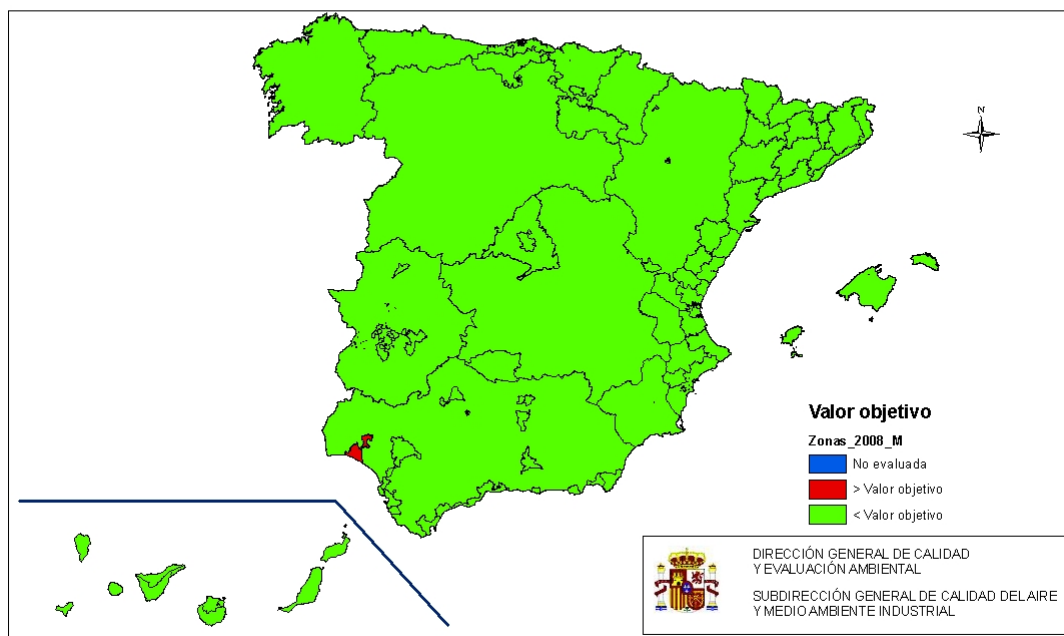 N
Valor objetivo
Zonas_2008_M
No evaluada
> Valor objetivo
< Valor objetivo
DIRECCIÓN GENERAL DE CALIDAD
Y EVALUACIÓN AMBIENTAL
SUBDIRECCIÓN GENERAL DE CALIDAD DEL AIRE
Y MEDIO AMBIENTE INDUSTRIAL